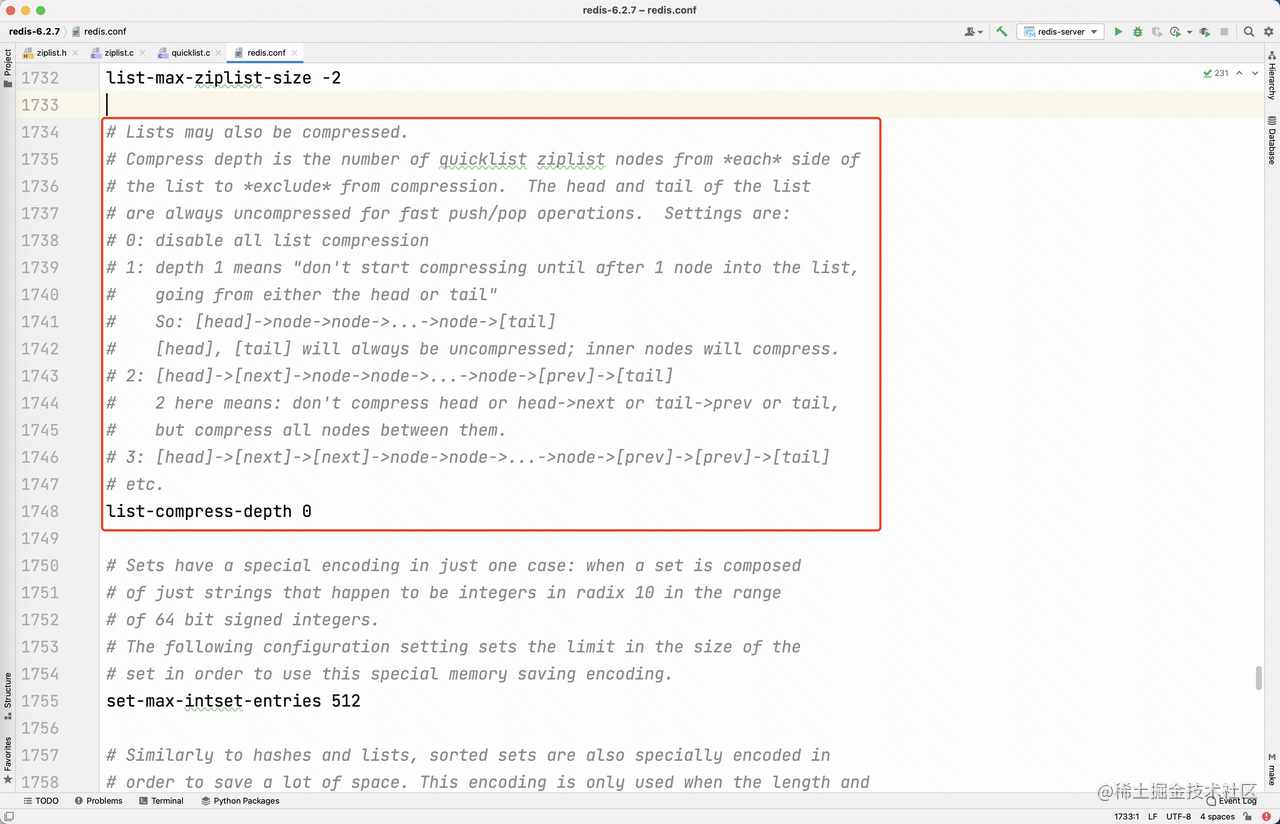 redis-6.2.7 – redis.conf
redis-6.2.7 redis.conf redis-server
Project
ziplist.h ziplist.c quicklist.c redis.conf
231
Hierarchy
Database
1732 list-max-ziplist-size -2
1733
1734 # Lists may also be compressed.
1735 # Compress depth is the number of quicklist ziplist nodes from *each* side of
1736 # the list to *exclude* from compression.  The head and tail of the list
1737 # are always uncompressed for fast push/pop operations.  Settings are:
1738 # 0: disable all list compression
1739 # 1: depth 1 means "don't start compressing until after 1 node into the list,
1740 #    going from either the head or tail"
1741 #    So: [head]->node->node->...->node->[tail]
1742 #    [head], [tail] will always be uncompressed; inner nodes will compress.
1743 # 2: [head]->[next]->node->node->...->node->[prev]->[tail]
1744 #    2 here means: don't compress head or head->next or tail->prev or tail,
1745 #    but compress all nodes between them.
1746 # 3: [head]->[next]->[next]->node->node->...->node->[prev]->[prev]->[tail]
1747 # etc.
1748 list-compress-depth 0
1749
1750 # Sets have a special encoding in just one case: when a set is composed
1751 # of just strings that happen to be integers in radix 10 in the range
1752 # of 64 bit signed integers.
1753 # The following configuration setting sets the limit in the size of the
1754 # set in order to use this special memory saving encoding.
1755 set-max-intset-entries 512
1756
1757 # Similarly to hashes and lists, sorted sets are also specially encoded in
1758 # order to save a lot of space. This encoding is only used when the length and
Structure
Favorites
make
@稀土掘金技术社区
TODO Problems Terminal Python Packages Event Log
1733:1 LF UTF-8 4 spaces